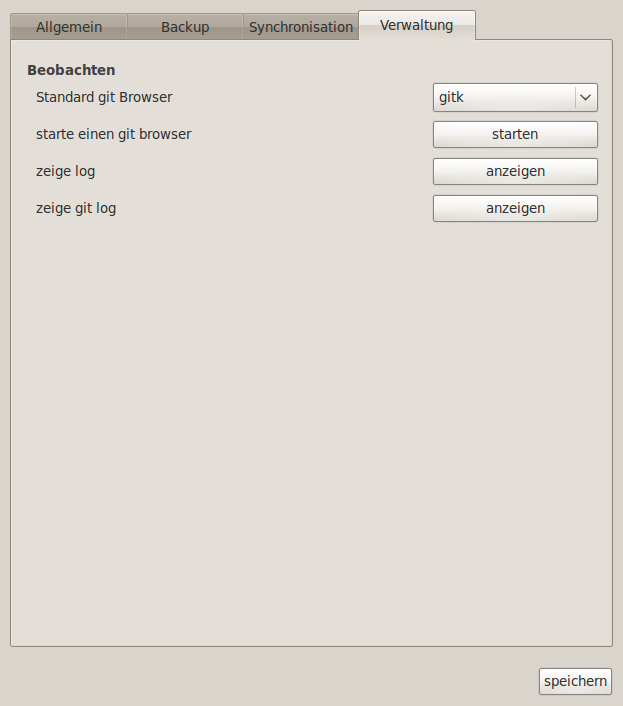 Allgemein Backup Synchronisation Verwaltung
Beobachten
Standard git Browser gitk
starte einen git browser starten
zeige log anzeigen
zeige git log anzeigen
speichern